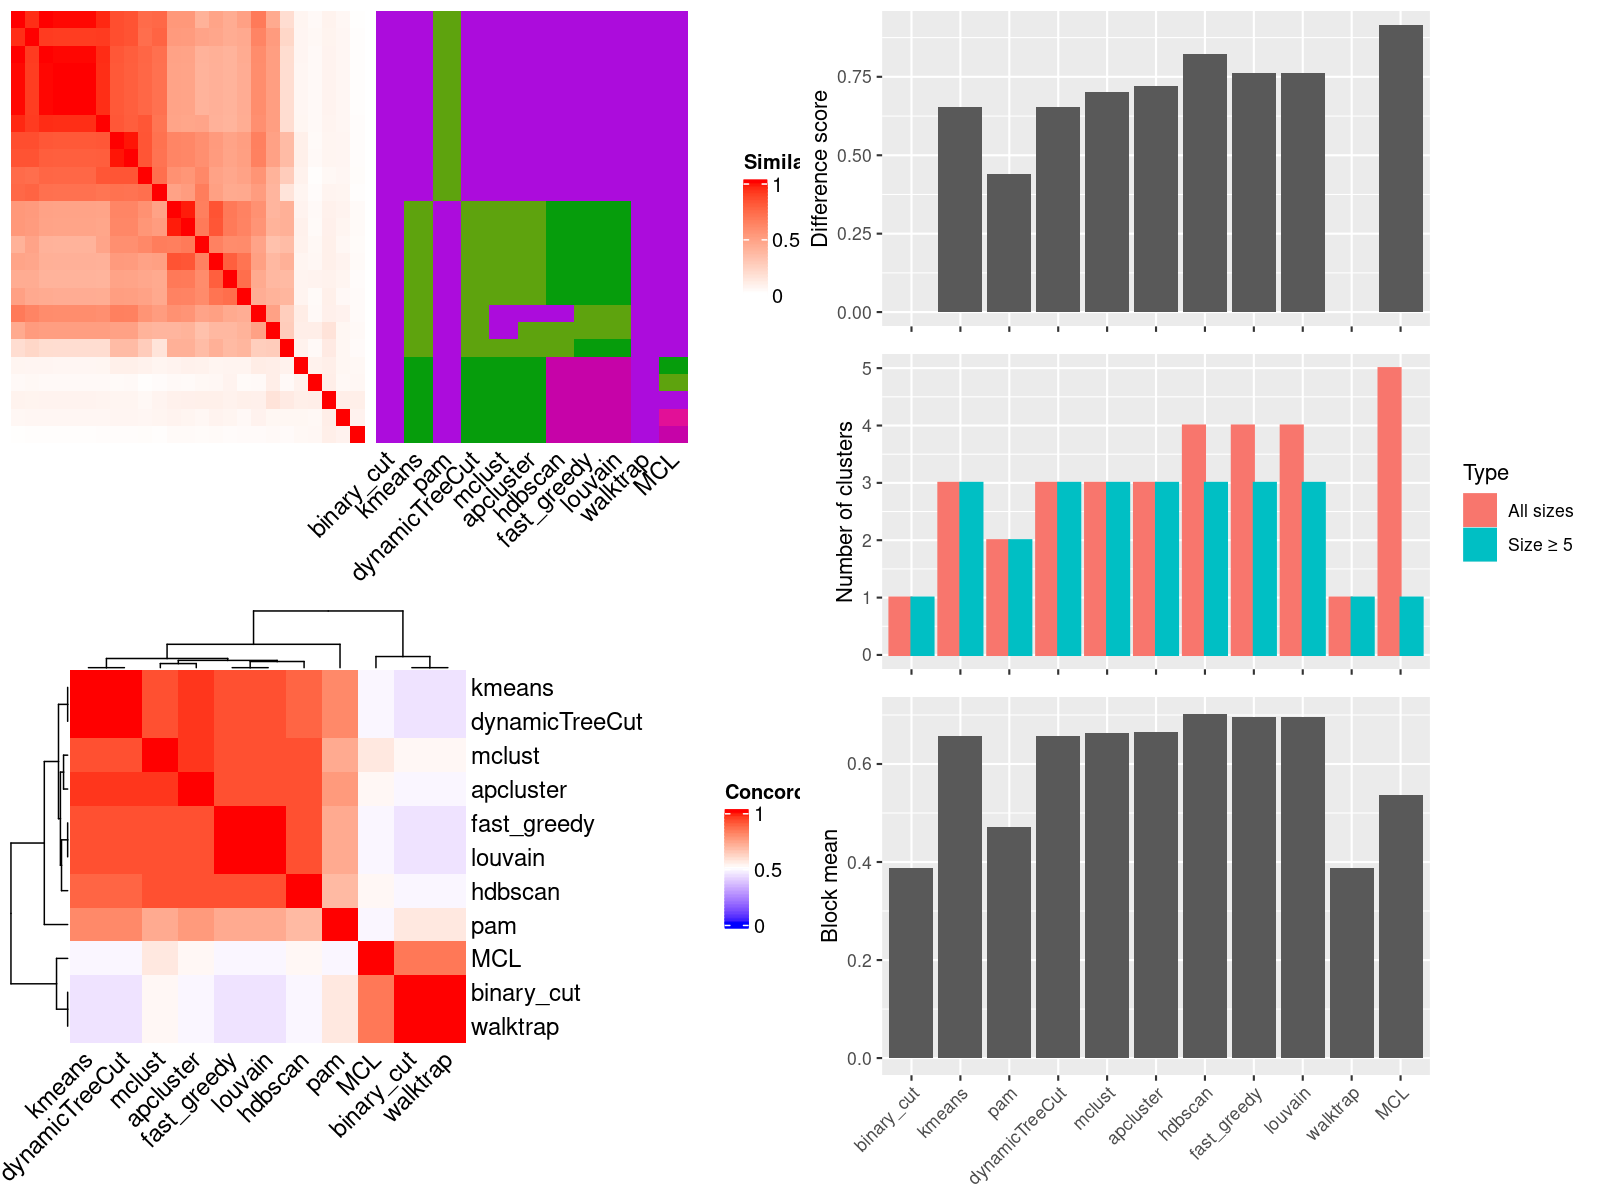 Simila
1
0.5
0
binary_cut
kmeans
pam
dynamicTreeCut
mclust
apcluster
hdbscan
fast_greedy
louvain
walktrap
MCL
kmeans
dynamicTreeCut
mclust
apcluster
fast_greedy
louvain
hdbscan
pam
MCL
binary_cut
walktrap
kmeans
dynamicTreeCut
mclust
apcluster
fast_greedy
louvain
hdbscan
pam
MCL
binary_cut
walktrap
Concord
1
0.5
0
Difference score
0.75
0.50
0.25
0.00
Number of clusters
5
4
3
2
1
0
Type
All sizes
Size ≥ 5
Block mean
0.6
0.4
0.2
0.0
binary_cut
kmeans
pam
dynamicTreeCut
mclust
apcluster
hdbscan
fast_greedy
louvain
walktrap
MCL